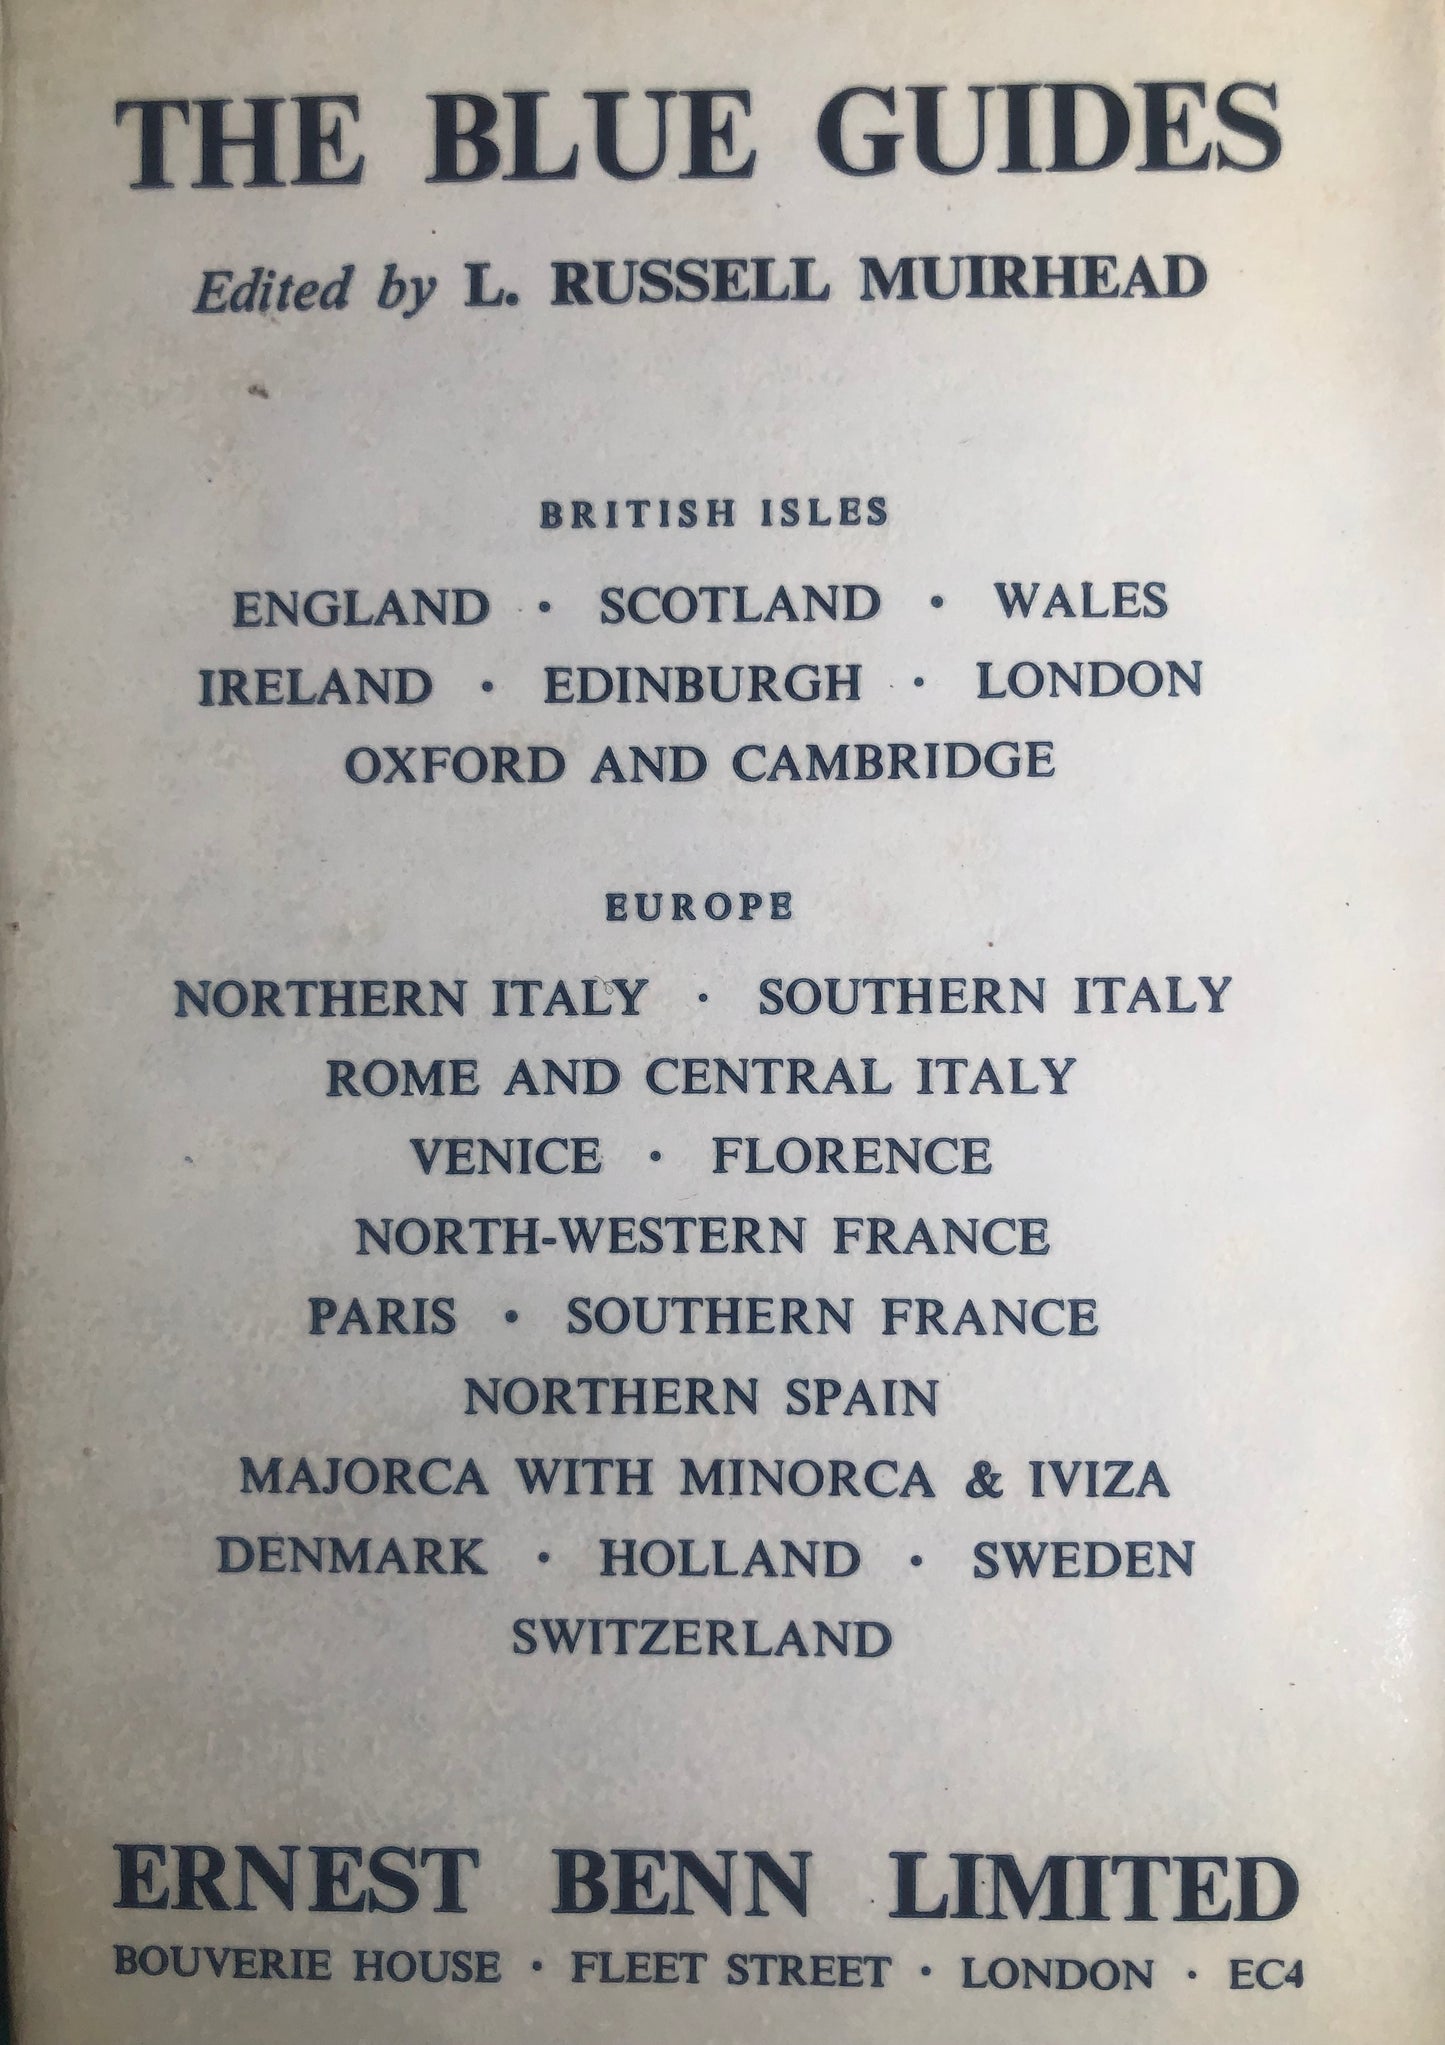 THE BLUE GUIDES
Edited by L. RUSSELL MUIRHEAD
BRITISH ISLES
ENGLAND · SCOTLAND · WALES
IRELAND · EDINBURGH · LONDON
OXFORD AND CAMBRIDGE
EUROPE
NORTHERN ITALY · SOUTHERN ITALY
ROME AND CENTRAL ITALY
VENICE · FLORENCE
NORTH-WESTERN FRANCE
PARIS · SOUTHERN FRANCE
NORTHERN SPAIN
MAJORCA WITH MINORCA & IVIZA
DENMARK · HOLLAND · SWEDEN
SWITZERLAND
ERNEST BENN LIMITED
BOUVERIE HOUSE · FLEET STREET · LONDON · EC4